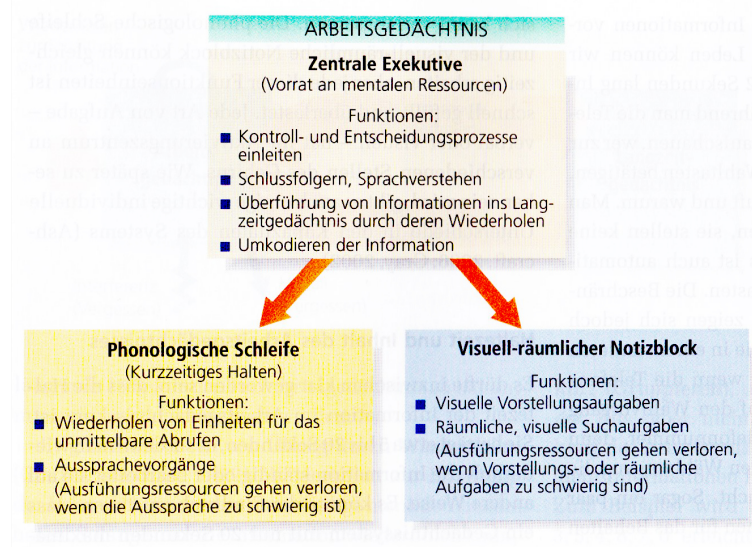 ARBEITSGEDÄCHTNIS
Zentrale Exekutive
(Vorrat an mentalen Ressourcen)
Funktionen:
Kontroll- und Entscheidungsprozesse
einleiten
Schlussfolgern, Sprachverstehen
Überführung von Informationen ins Lang-
zeitgedächtnis durch deren Wiederholen
Umkodieren der Information
Phonologische Schleife
(Kurzzeitiges Halten)
Funktionen:
Wiederholen von Einheiten für das
unmittelbare Abrufen
Aussprachevorgänge
(Ausführungsressourcen gehen verloren,
wenn die Aussprache zu schwierig ist)
Visuell-räumlicher Notizblock
Funktionen:
Visuelle Vorstellungsaufgaben
Räumliche, visuelle Suchaufgaben
(Ausführungsressourcen gehen verloren,
wenn Vorstellungs- oder räumliche
Aufgaben zu schwierig sind)